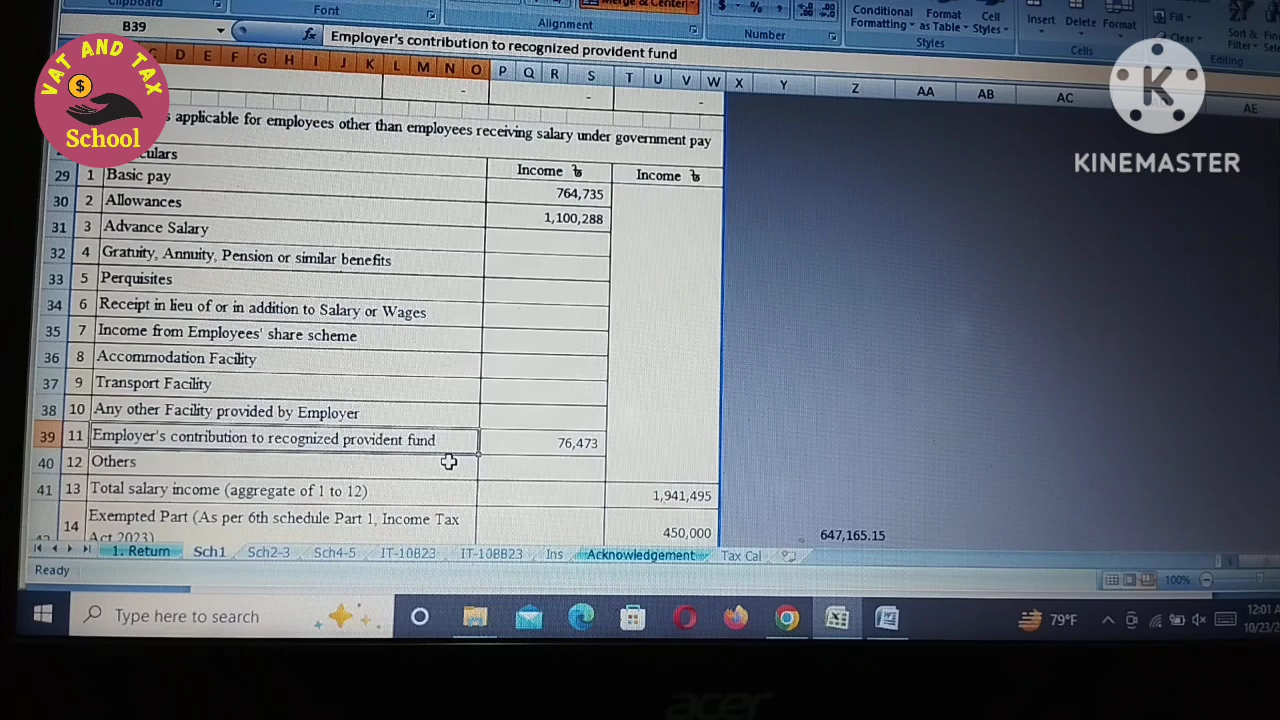 Clipboard
Font
Alignment
Merge & Center
$ % ,
Number
Conditional Formatting
Format as Table
Cell Styles
Styles
Insert
Delete
Format
Cells
Fill
Clear
Sort &
Filter
Editing
B39
fx Employer's contribution to recognized provident fund
C D E F G H I J K L M N O P Q R S T U V W X Y Z AA AB AC AE
VAT AND TAX
$
School
K
KINEMASTER
- - -
applicable for employees other than employees receiving salary under government pay
Income ৳ Income ৳
29 1 Basic pay 764,735
30 2 Allowances 1,100,288
31 3 Advance Salary
32 4 Gratuity, Annuity, Pension or similar benefits
33 5 Perquisites
34 6 Receipt in lieu of or in addition to Salary or Wages
35 7 Income from Employees' share scheme
36 8 Accommodation Facility
37 9 Transport Facility
38 10 Any other Facility provided by Employer
39 11 Employer's contribution to recognized provident fund 76,473
40 12 Others
41 13 Total salary income (aggregate of 1 to 12) 1,941,495
14 Exempted Part (As per 6th schedule Part 1, Income Tax
Act 2023) 450,000 647,165.15
1. Return Sch1 Sch2-3 Sch4-5 IT-10B23 IT-10BB23 Ins Acknowledgement Tax Cal
Ready 100%
Type here to search
79°F
12:01
10/23/2
acer